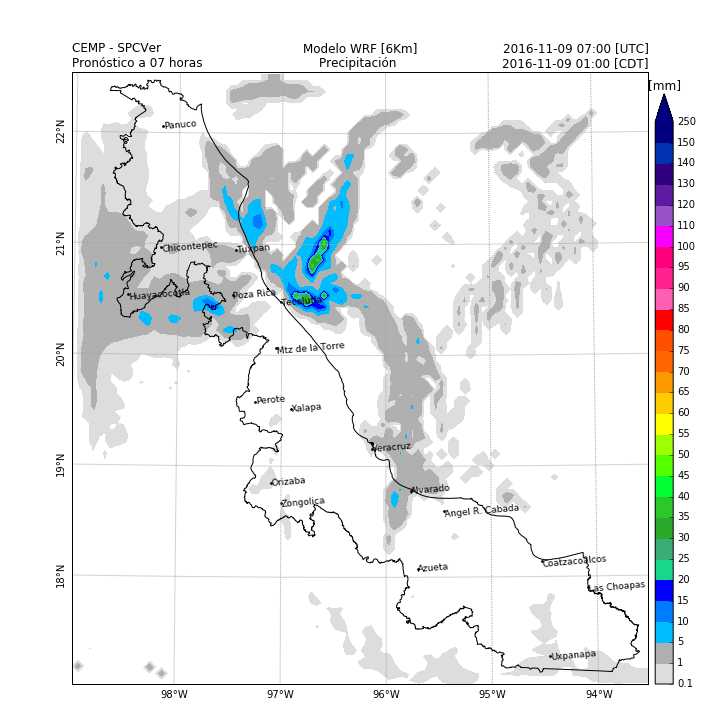 CEMP - SPCVer Modelo WRF [6Km] 2016-11-09 07:00 [UTC]
Pronóstico a 07 horas Precipitación 2016-11-09 01:00 [CDT]
[mm]
250
150
140
130
120
110
100
95
90
85
80
75
70
65
60
55
50
45
40
35
30
25
20
15
10
5
1
0.1
22°N
21°N
20°N
19°N
18°N
Panuco
Chicontepec
Tuxpan
Huayacocotla
Poza Rica
Tecolutla
Mtz de la Torre
Perote
Xalapa
Veracruz
Orizaba
Alvarado
Zongolica
Angel R. Cabada
Azueta
Coatzacoalcos
Las Choapas
Uxpanapa
98°W 97°W 96°W 95°W 94°W